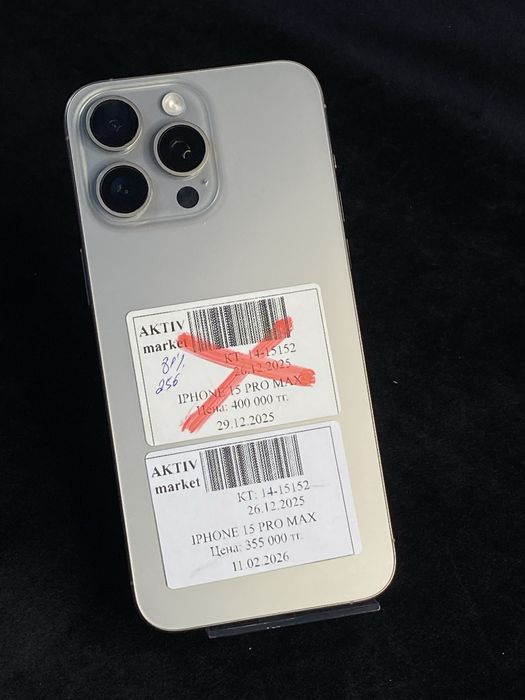 AKTIV
market
81%
256
КТ: 14-15152
26.12.2025
IPHONE 15 PRO MAX
Цена: 400 000 тг.
29.12.2025
AKTIV
market
КТ: 14-15152
26.12.2025
IPHONE 15 PRO MAX
Цена: 355 000 тг.
11.02.2026